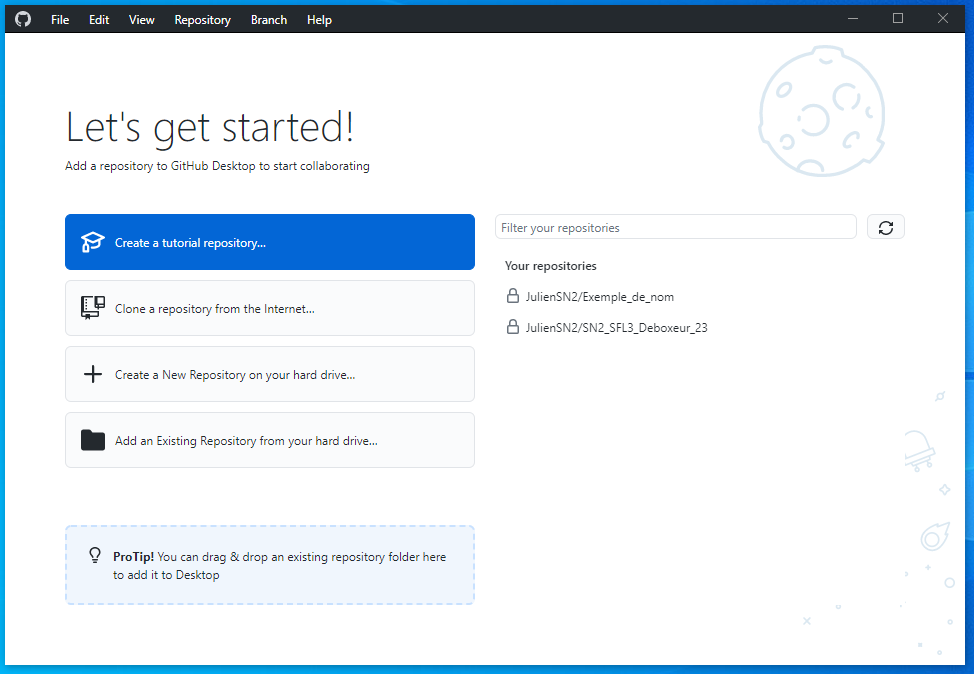 File Edit View Repository Branch Help
Let's get started!
Add a repository to GitHub Desktop to start collaborating
Create a tutorial repository...
Clone a repository from the Internet...
Create a New Repository on your hard drive...
Add an Existing Repository from your hard drive...
ProTip! You can drag & drop an existing repository folder here
to add it to Desktop
Filter your repositories
Your repositories
JulienSN2/Exemple_de_nom
JulienSN2/SN2_SFL3_Deboxeur_23